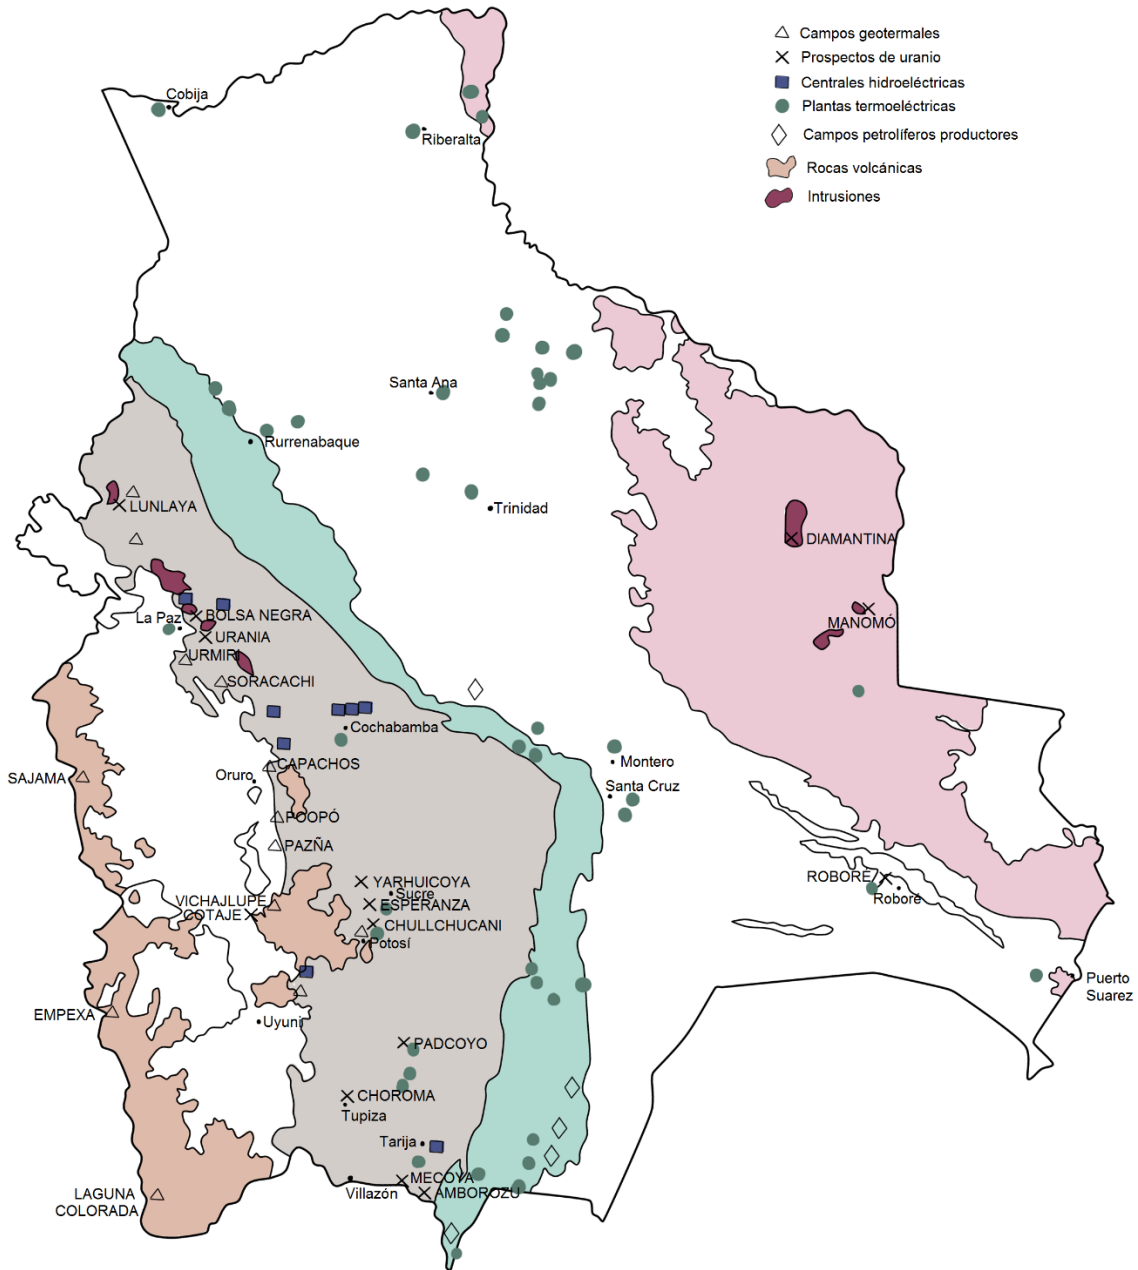 Campos geotermales
Prospectos de uranio
Centrales hidroeléctricas
Plantas termoeléctricas
Campos petrolíferos productores
Rocas volcánicas
Intrusiones
Cobija
Riberalta
Santa Ana
Rurrenabaque
Trinidad
LUNLAYA
DIAMANTINA
La Paz
BOLSA NEGRA
MANOMÓ
URANIA
URMIRI
SORACACHI
Cochabamba
Montero
Santa Cruz
SAJAMA
Oruro
CAPACHOS
POOPÓ
PAZÑA
YARHUICOYA
Sucre
ROBORÉ
Roboré
VICHAJLUPE
COTAJE
ESPERANZA
CHULLCHUCANI
Potosí
Puerto
Suarez
EMPEXA
Uyuni
PADCOYO
CHOROMA
Tupiza
Tarija
MECOYA
Villazón
AMBOROZU
LAGUNA
COLORADA